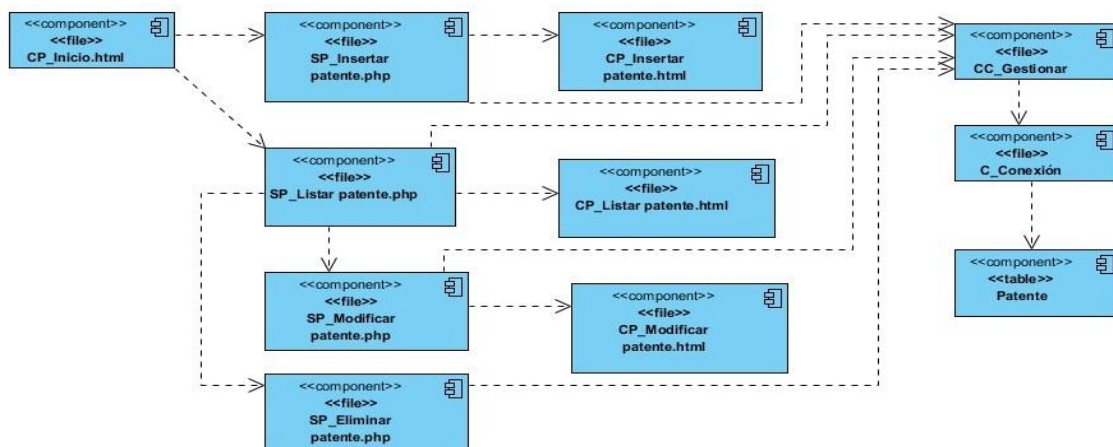 <<component>>
<<file>>
CP_Inicio.html
<<component>>
<<file>>
SP_Insertar
patente.php
<<component>>
<<file>>
CP_Insertar
patente.html
<<component>>
<<file>>
CC_Gestionar
<<component>>
<<file>>
C_Conexión
<<component>>
<<file>>
SP_Listar patente.php
<<component>>
<<file>>
CP_Listar patente.html
<<component>>
<<table>>
Patente
<<component>>
<<file>>
SP_Modificar
patente.php
<<component>>
<<file>>
CP_Modificar
patente.html
<<component>>
<<file>>
SP_Eliminar
patente.php